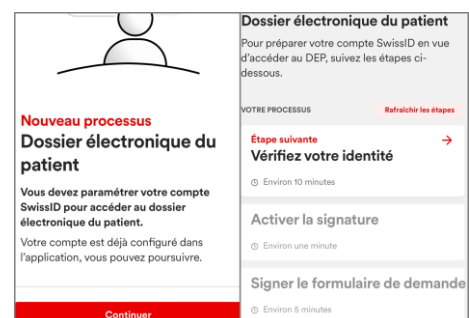 Nouveau processus
Dossier électronique du
patient
Vous devez paramétrer votre compte
SwissID pour accéder au dossier
électronique du patient.
Votre compte est déjà configuré dans
l'application, vous pouvez poursuivre.
Continuer
Dossier électronique du patient
Pour préparer votre compte SwissID en vue
d'accéder au DEP, suivez les étapes ci-
dessous.
VOTRE PROCESSUS Rafraîchir les étapes
Étape suivante
Vérifiez votre identité
Environ 10 minutes
Activer la signature
Environ une minute
Signer le formulaire de demande
Environ 5 minutes